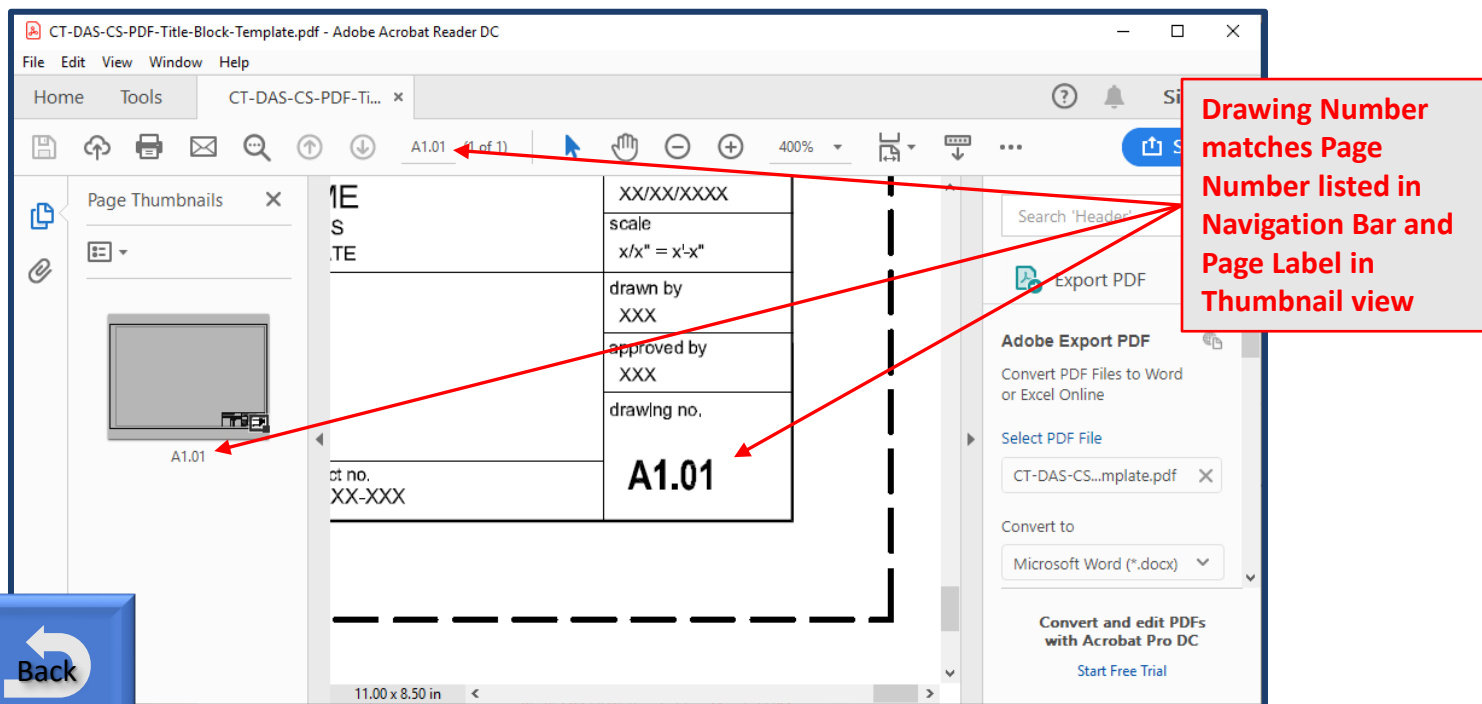 CT-DAS-CS-PDF-Title-Block-Template.pdf - Adobe Acrobat Reader DC
File Edit View Window Help
Home Tools CT-DAS-CS-PDF-Ti... ×
A1.01 (1 of 1) 400%
Page Thumbnails
A1.01
XX/XX/XXXX
S
scale
TE
x/x" = x'-x"
drawn by
XXX
approved by
XXX
drawing no.
A1.01
ct no.
XX-XXX
11.00 x 8.50 in
Search 'Header'
Export PDF
Adobe Export PDF
Convert PDF Files to Word
or Excel Online
Select PDF File
CT-DAS-CS...mplate.pdf
Convert to
Microsoft Word (*.docx)
Convert and edit PDFs
with Acrobat Pro DC
Start Free Trial
Drawing Number
matches Page
Number listed in
Navigation Bar and
Page Label in
Thumbnail view
Back